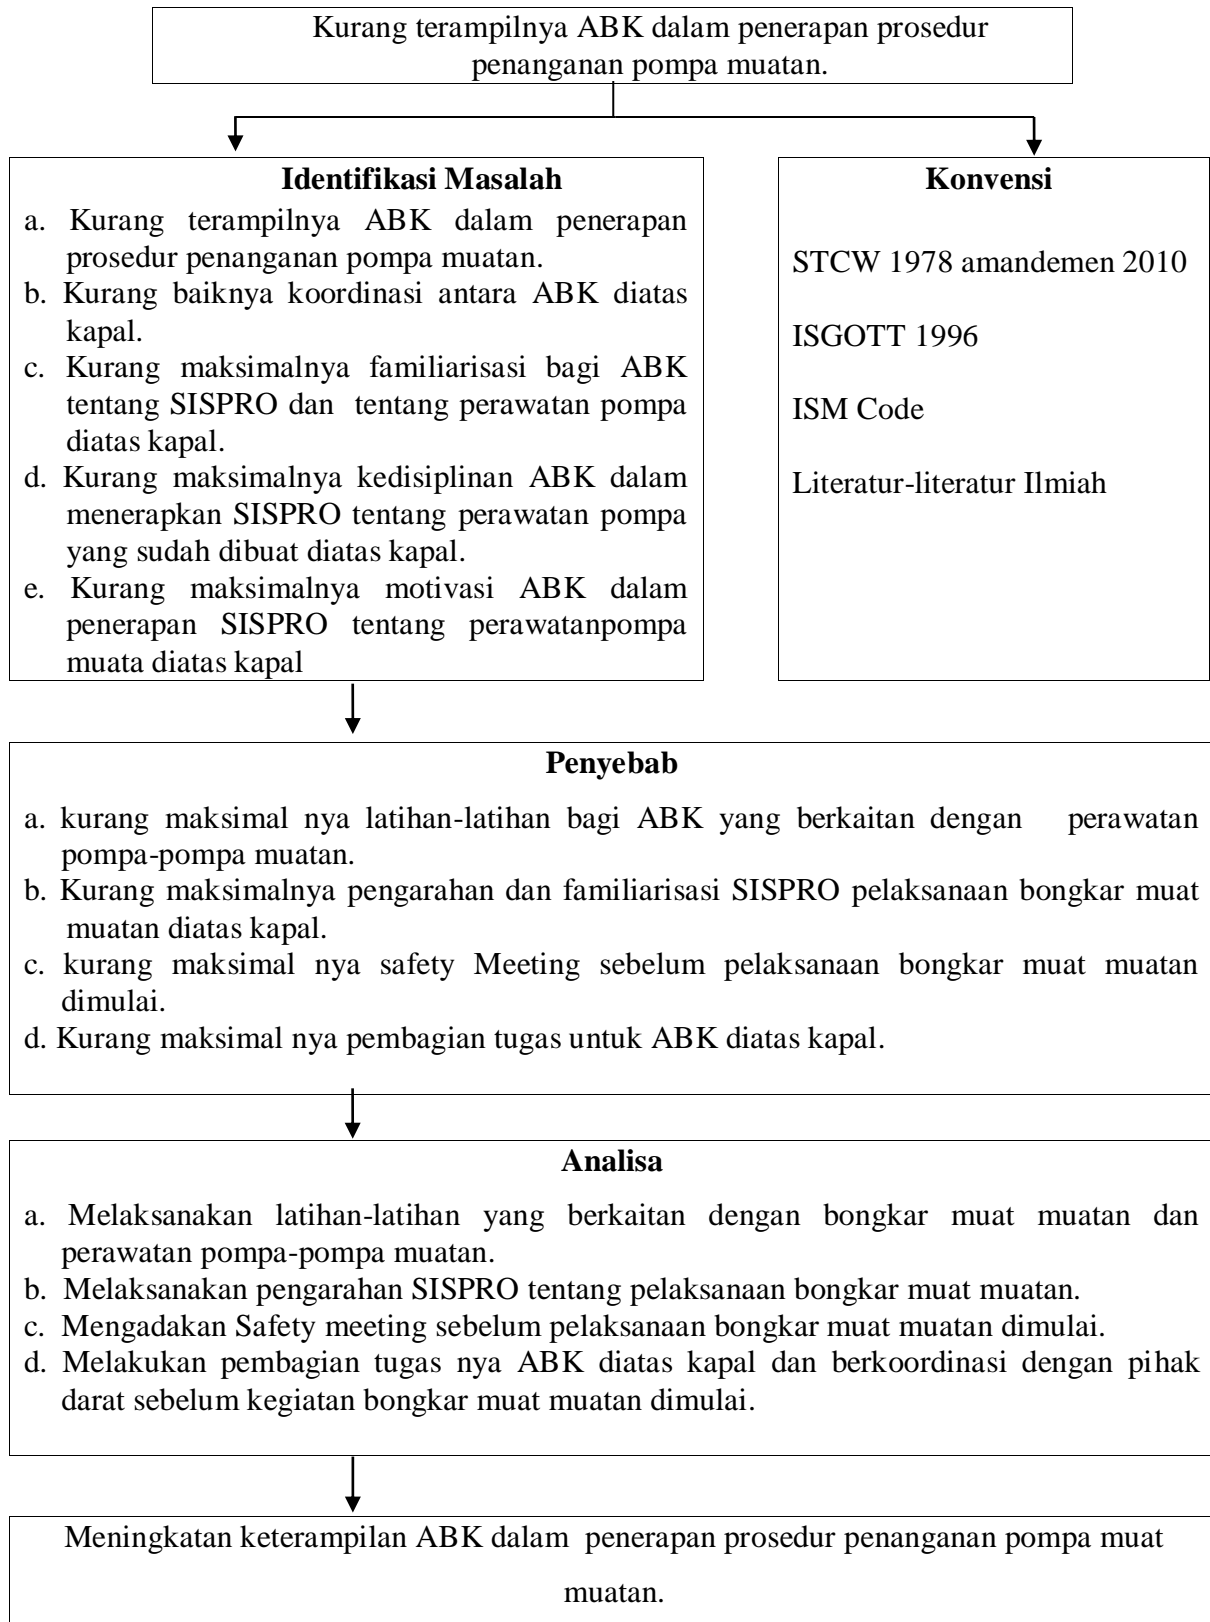 Kurang terampilnya ABK dalam penerapan prosedur
penanganan pompa muatan.
Identifikasi Masalah
a. Kurang terampilnya ABK dalam penerapan
prosedur penanganan pompa muatan.
b. Kurang baiknya koordinasi antara ABK diatas
kapal.
c. Kurang maksimalnya familiarisasi bagi ABK
tentang SISPRO dan tentang perawatan pompa
diatas kapal.
d. Kurang maksimalnya kedisiplinan ABK dalam
menerapkan SISPRO tentang perawatan pompa
yang sudah dibuat diatas kapal.
e. Kurang maksimalnya motivasi ABK dalam
penerapan SISPRO tentang perawatanpompa
muata diatas kapal
Konvensi
STCW 1978 amandemen 2010
ISGOTT 1996
ISM Code
Literatur-literatur Ilmiah
Penyebab
a. kurang maksimal nya latihan-latihan bagi ABK yang berkaitan dengan perawatan
pompa-pompa muatan.
b. Kurang maksimalnya pengarahan dan familiarisasi SISPRO pelaksanaan bongkar muat
muatan diatas kapal.
c. kurang maksimal nya safety Meeting sebelum pelaksanaan bongkar muat muatan
dimulai.
d. Kurang maksimal nya pembagian tugas untuk ABK diatas kapal.
Analisa
a. Melaksanakan latihan-latihan yang berkaitan dengan bongkar muat muatan dan
perawatan pompa-pompa muatan.
b. Melaksanakan pengarahan SISPRO tentang pelaksanaan bongkar muat muatan.
c. Mengadakan Safety meeting sebelum pelaksanaan bongkar muat muatan dimulai.
d. Melakukan pembagian tugas nya ABK diatas kapal dan berkoordinasi dengan pihak
darat sebelum kegiatan bongkar muat muatan dimulai.
Meningkatan keterampilan ABK dalam penerapan prosedur penanganan pompa muat
muatan.